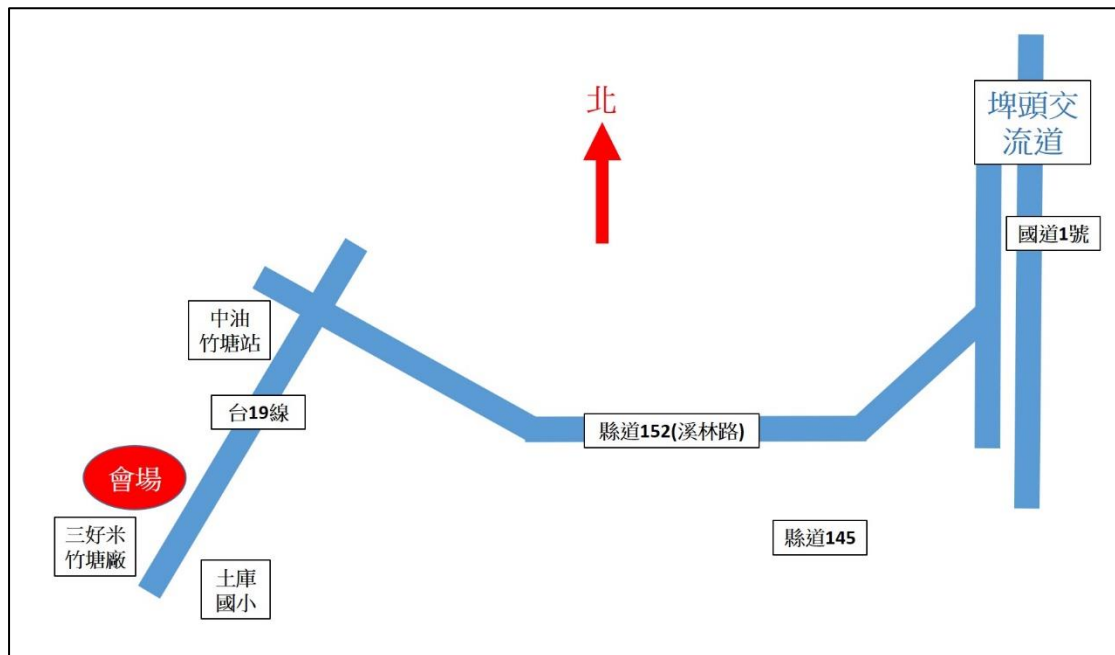 北
埤頭交
流道
國道1號
中油
竹塘站
台19線
縣道152(溪林路)
會場
三好米
竹塘廠
縣道145
土庫
國小